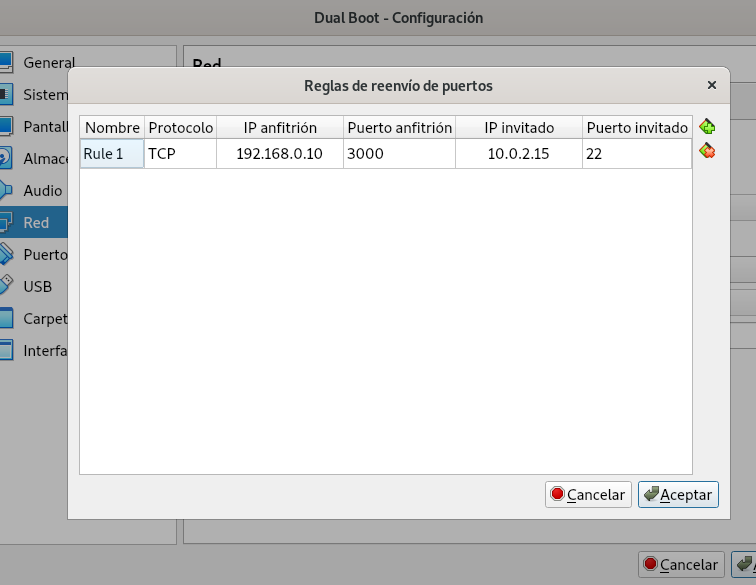 Dual Boot - Configuración
General
Red
Reglas de reenvío de puertos
Sistem
Pantall
Almace
Audio
Red
Puerto
USB
Carpet
Interfa
Nombre Protocolo IP anfitrión Puerto anfitrión IP invitado Puerto invitado
Rule 1 TCP 192.168.0.10 3000 10.0.2.15 22
Cancelar Aceptar
Cancelar